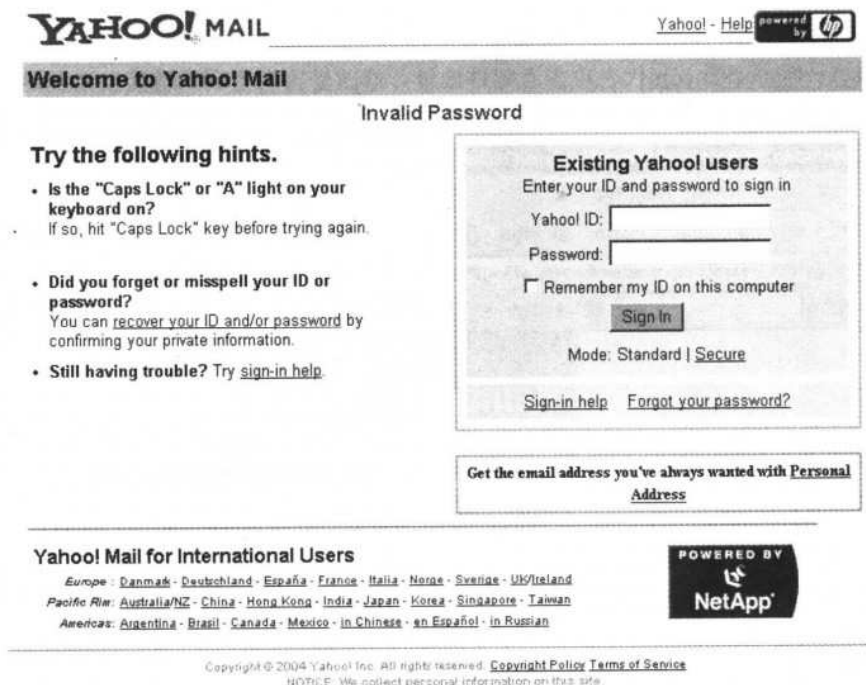 YAHOO! MAIL
Yahoo! - Help
powered by hp
Welcome to Yahoo! Mail
Invalid Password
Try the following hints.
• Is the "Caps Lock" or "A" light on your
keyboard on?
If so, hit "Caps Lock" key before trying again.
• Did you forget or misspell your ID or
password?
You can recover your ID and/or password by
confirming your private information.
• Still having trouble? Try sign-in help.
Existing Yahoo! users
Enter your ID and password to sign in
Yahoo! ID:
Password:
Remember my ID on this computer
Sign In
Mode: Standard | Secure
Sign-in help Forgot your password?
Get the email address you've always wanted with Personal
Address
Yahoo! Mail for International Users
Europe : Danmark - Deutschland - España - France - Italia - Norge - Sverige - UK/Ireland
Pacific Rim: Australia/NZ - China - Hong Kong - India - Japan - Korea - Singapore - Taiwan
Americas: Argentina - Brasil - Canada - Mexico - in Chinese - en Español - in Russian
POWERED BY
NetApp
Copyright © 2004 Yahoo! Inc. All rights reserved. Copyright Policy Terms of Service
NOTICE: We collect personal information on this site.